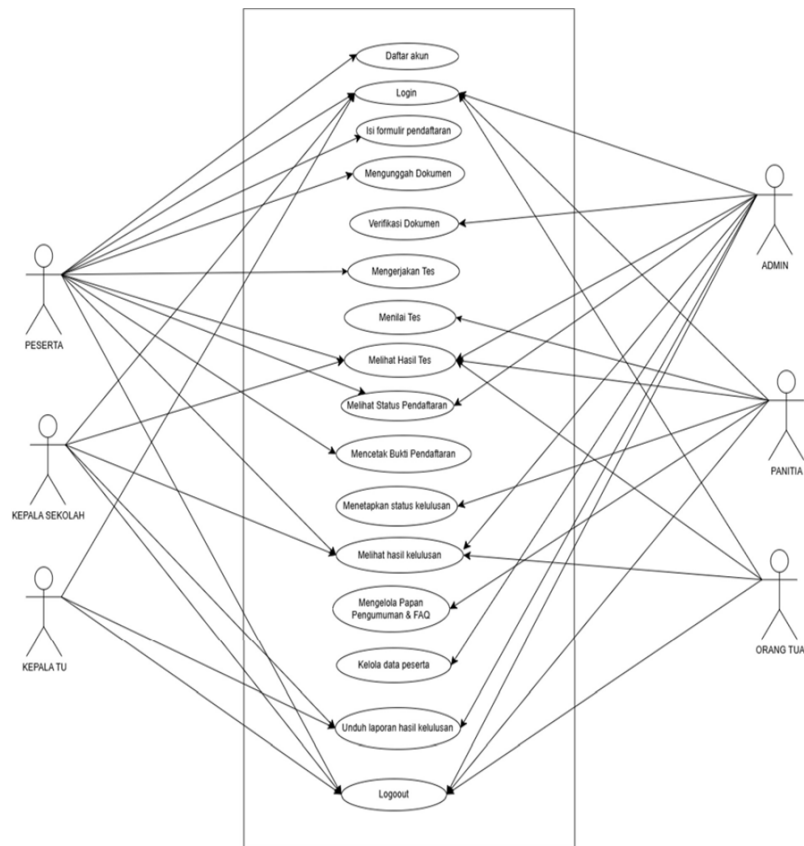 Daftar akun
Login
Isi formulir pendaftaran
Mengunggah Dokumen
Verifikasi Dokumen
Mengerjakan Tes
Menilai Tes
Melihat Hasil Tes
Melihat Status Pendaftaran
Mencetak Bukti Pendaftaran
Menetapkan status kelulusan
Melihat hasil kelulusan
Mengelola Papan
Pengumuman & FAQ
Kelola data peserta
Unduh laporan hasil kelulusan
Logoout
PESERTA
KEPALA SEKOLAH
KEPALA TU
ADMIN
PANITIA
ORANG TUA